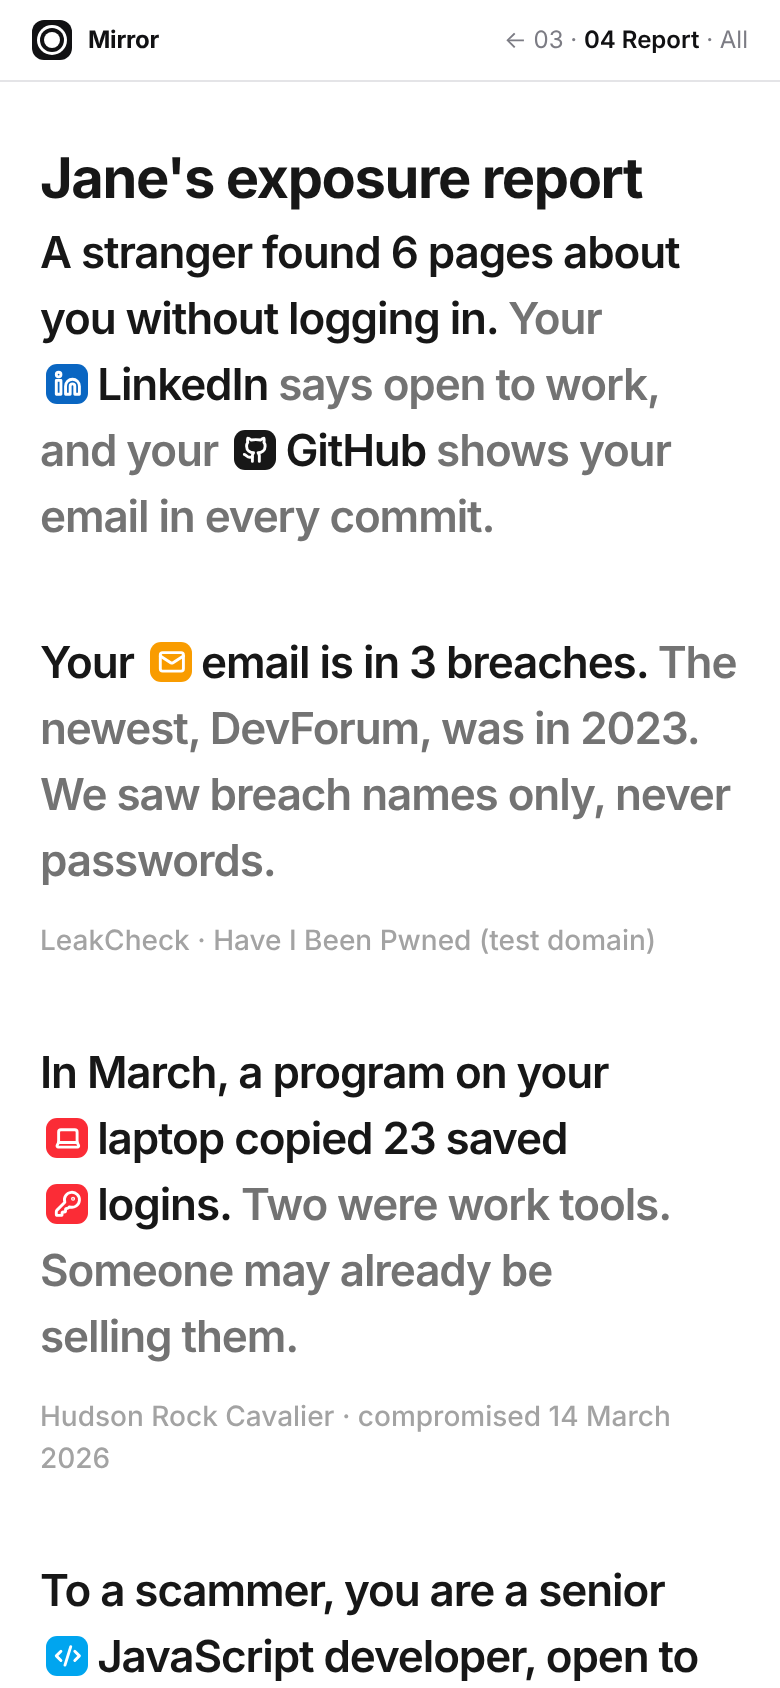 Mirror
← 03 · 04 Report · All
Jane's exposure report
A stranger found 6 pages about
you without logging in. Your
in LinkedIn says open to work,
and your GitHub shows your
email in every commit.
Your email is in 3 breaches. The
newest, DevForum, was in 2023.
We saw breach names only, never
passwords.
LeakCheck · Have I Been Pwned (test domain)
In March, a program on your
laptop copied 23 saved
logins. Two were work tools.
Someone may already be
selling them.
Hudson Rock Cavalier · compromised 14 March
2026
To a scammer, you are a senior
JavaScript developer, open to